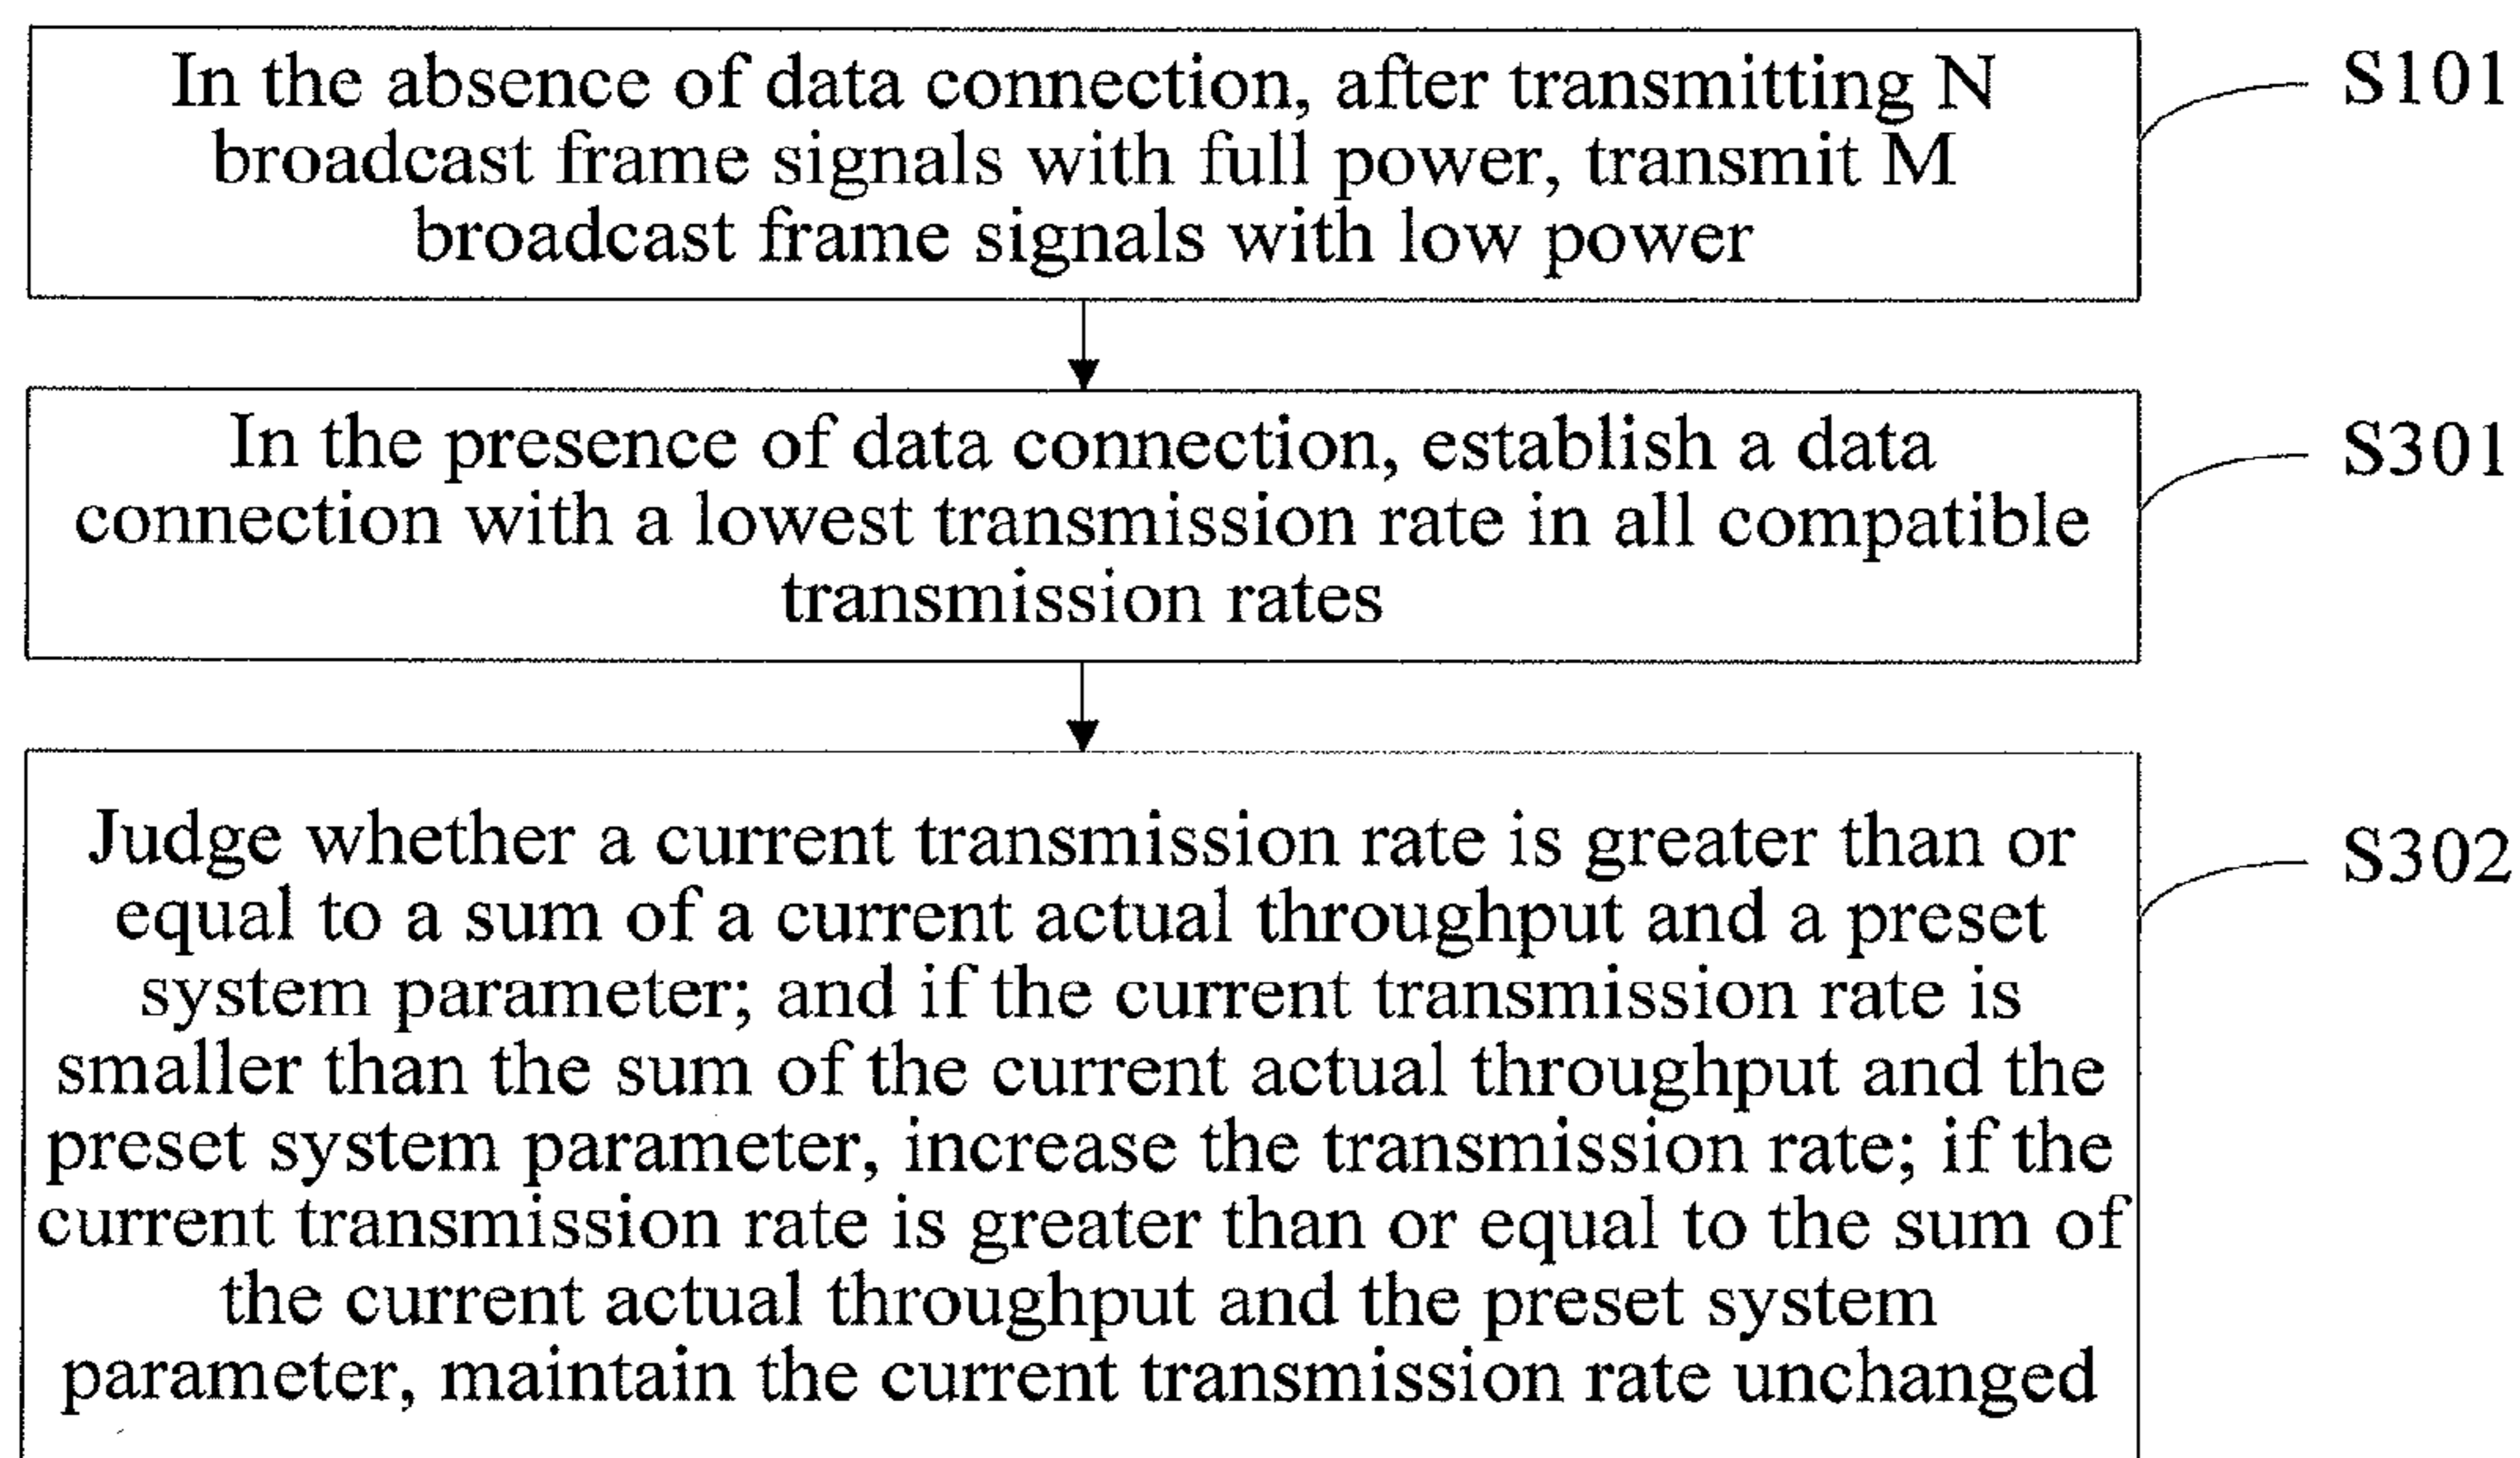 In the absence of data connection, after transmitting N
broadcast frame signals with full power, transmit M
broadcast frame signals with low power
S101
In the presence of data connection, establish a data
connection with a lowest transmission rate in all compatible
transmission rates
S301
Judge whether a current transmission rate is greater than or
equal to a sum of a current actual throughput and a preset
system parameter; and if the current transmission rate is
smaller than the sum of the current actual throughput and the
preset system parameter, increase the transmission rate; if the
current transmission rate is greater than or equal to the sum of
the current actual throughput and the preset system
parameter, maintain the current transmission rate unchanged
S302